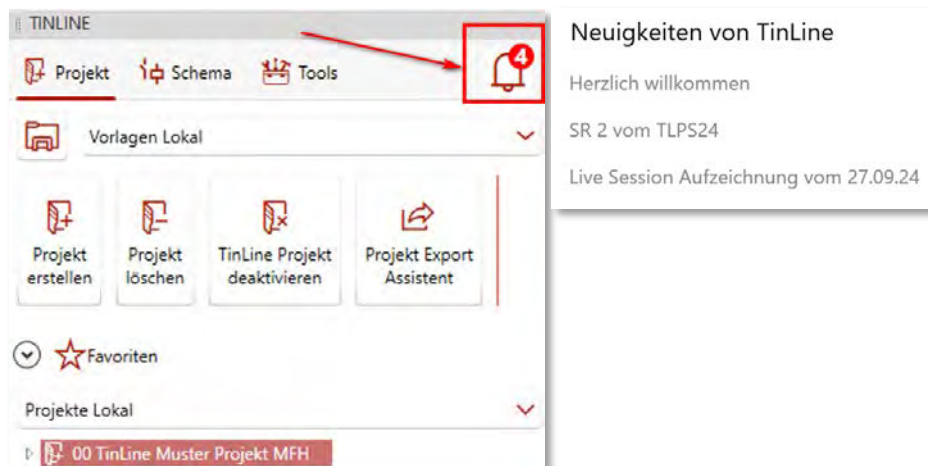 TINLINE
4
Projekt Schema Tools
Vorlagen Lokal
Projekt
erstellen
Projekt
löschen
TinLine Projekt
deaktivieren
Projekt Export
Assistent
Favoriten
Projekte Lokal
00 TinLine Muster Projekt MFH
Neuigkeiten von TinLine
Herzlich willkommen
SR 2 vom TLPS24
Live Session Aufzeichnung vom 27.09.24